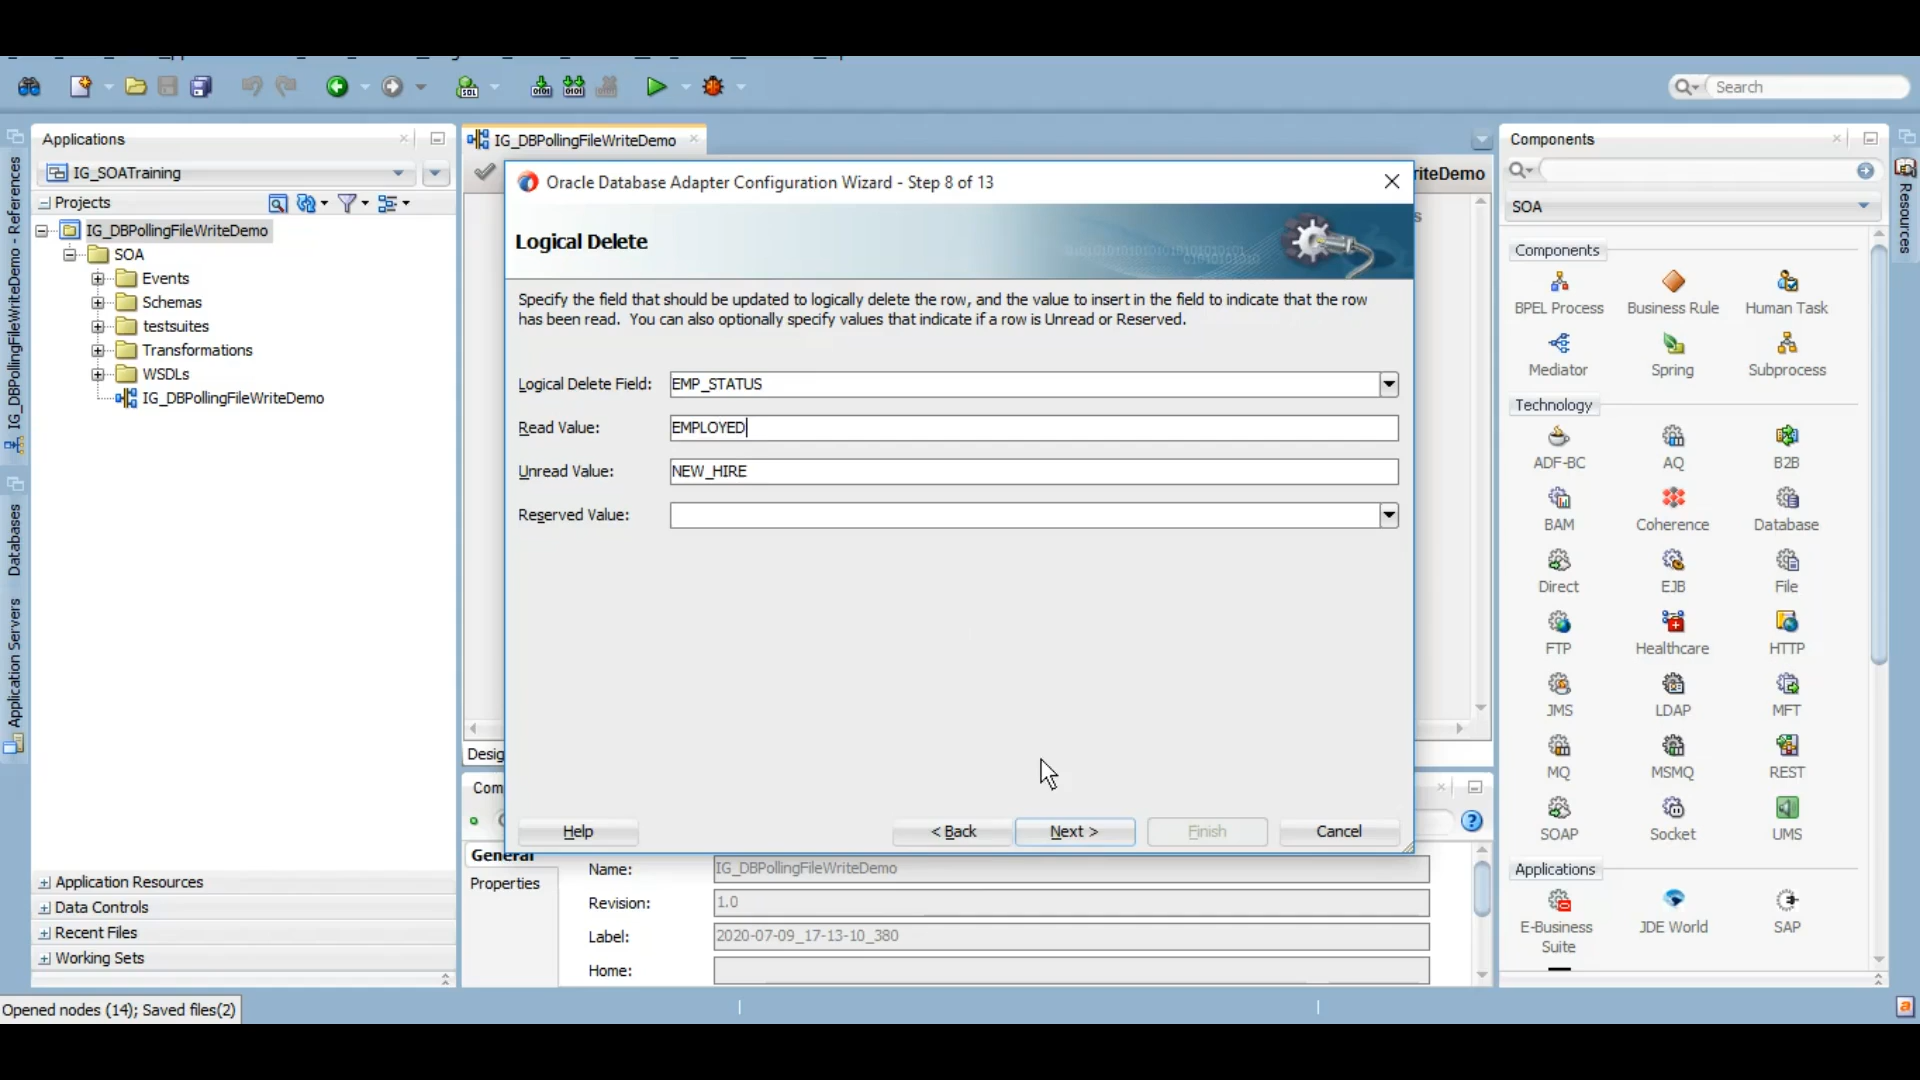 Search
Applications
IG_SOATraining
Projects
IG_DBPollingFileWriteDemo
SOA
Events
Schemas
testsuites
Transformations
WSDLs
IG_DBPollingFileWriteDemo
Application Resources
Data Controls
Recent Files
Working Sets
IG_DBPollingFileWriteDemo - References
Databases
Application Servers
IG_DBPollingFileWriteDemo
riteDemo
Oracle Database Adapter Configuration Wizard - Step 8 of 13
Logical Delete
Specify the field that should be updated to logically delete the row, and the value to insert in the field to indicate that the row
has been read. You can also optionally specify values that indicate if a row is Unread or Reserved.
Logical Delete Field: EMP_STATUS
Read Value: EMPLOYED
Unread Value: NEW_HIRE
Reserved Value:
Help
< Back
Next >
Finish
Cancel
Desig
Com
General
Properties
Name: IG_DBPollingFileWriteDemo
Revision: 1.0
Label: 2020-07-09_17-13-10_380
Home:
Components
SOA
Components
BPEL Process
Business Rule
Human Task
Mediator
Spring
Subprocess
Technology
ADF-BC
AQ
B2B
BAM
Coherence
Database
Direct
EJB
File
FTP
Healthcare
HTTP
JMS
LDAP
MFT
MQ
MSMQ
REST
SOAP
Socket
UMS
Applications
E-Business
Suite
JDE World
SAP
Resources
Opened nodes (14); Saved files(2)